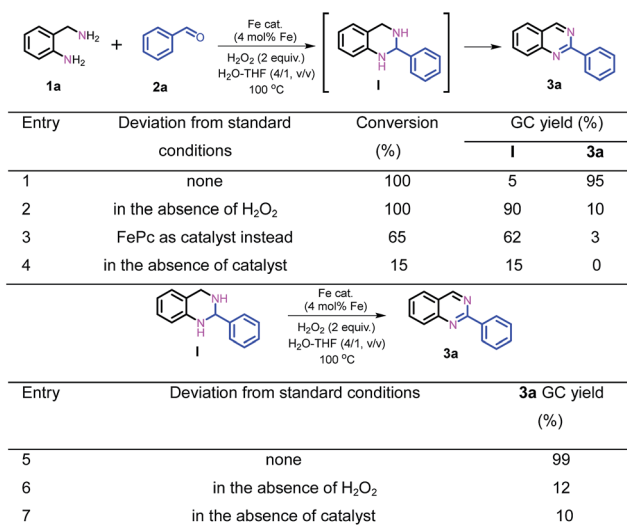 NH₂
NH₂
1a
+
O
2a
Fe cat.
(4 mol% Fe)
H₂O₂ (2 equiv.)
H₂O-THF (4/1, v/v)
100 °C
NH
N
H
I
N
N
3a
Entry Deviation from standard conditions Conversion (%) GC yield (%)
I 3a
1 none 100 5 95
2 in the absence of H₂O₂ 100 90 10
3 FePc as catalyst instead 65 62 3
4 in the absence of catalyst 15 15 0
NH
N
H
I
Fe cat.
(4 mol% Fe)
H₂O₂ (2 equiv.)
H₂O-THF (4/1, v/v)
100 °C
N
N
3a
Entry Deviation from standard conditions 3a GC yield
(%)
5 none 99
6 in the absence of H₂O₂ 12
7 in the absence of catalyst 10